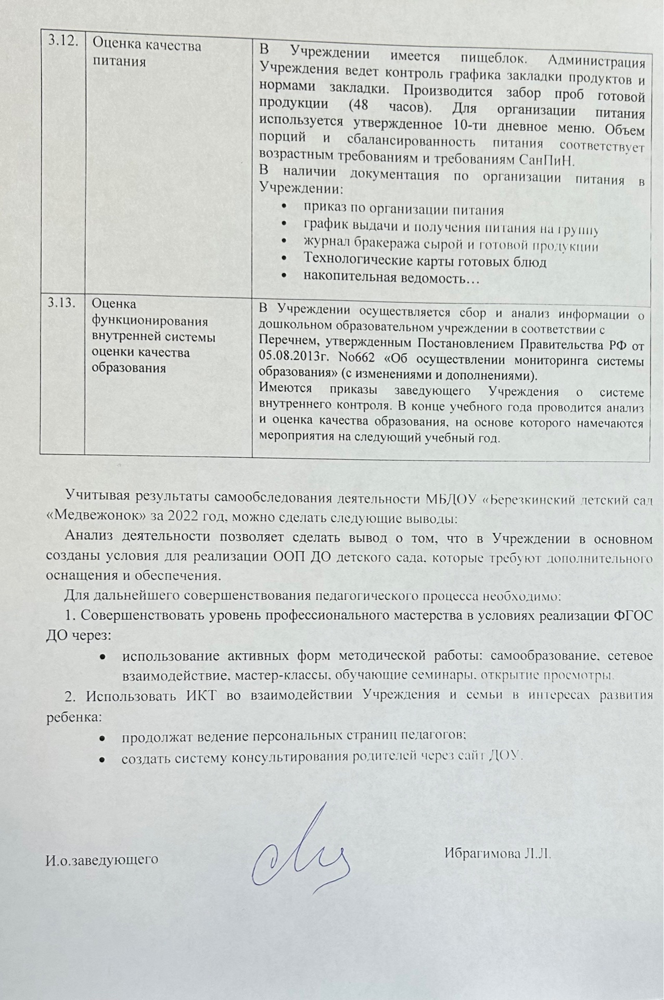 3.12.
Оценка качества
питания
В Учреждении имеется пищеблок. Администрация
Учреждения ведет контроль графика закладки продуктов и
нормами закладки. Производится забор проб готовой
продукции (48 часов). Для организации питания
используется утвержденное 10-ти дневное меню. Объем
порций и сбалансированность питания соответствует
возрастным требованиям и требованиям СанПиН.
В наличии документация по организации питания в
Учреждении:
• приказ по организации питания
• график выдачи и получения питания на группу
• журнал бракеража сырой и готовой продукции
• Технологические карты готовых блюд
• накопительная ведомость…
3.13.
Оценка
функционирования
внутренней системы
оценки качества
образования
В Учреждении осуществляется сбор и анализ информации о
дошкольном образовательном учреждении в соответствии с
Перечнем, утвержденным Постановлением Правительства РФ от
05.08.2013г. No662 «Об осуществлении мониторинга системы
образования» (с изменениями и дополнениями).
Имеются приказы заведующего Учреждения о системе
внутреннего контроля. В конце учебного года проводится анализ
и оценка качества образования, на основе которого намечаются
мероприятия на следующий учебный год.
Учитывая результаты самообследования деятельности МБДОУ «Березкинский детский сад
«Медвежонок» за 2022 год, можно сделать следующие выводы:
Анализ деятельности позволяет сделать вывод о том, что в Учреждении в основном
созданы условия для реализации ООП ДО детского сада, которые требуют дополнительного
оснащения и обеспечения.
Для дальнейшего совершенствования педагогического процесса необходимо:
1. Совершенствовать уровень профессионального мастерства в условиях реализации ФГОС
ДО через:
• использование активных форм методической работы: самообразование, сетевое
взаимодействие, мастер-классы, обучающие семинары, открытие просмотры.
2. Использовать ИКТ во взаимодействии Учреждения и семьи в интересах развития
ребенка:
• продолжат ведение персональных страниц педагогов;
• создать систему консультирования родителей через сайт ДОУ.
И.о.заведующего
Ибрагимова Л.Л.